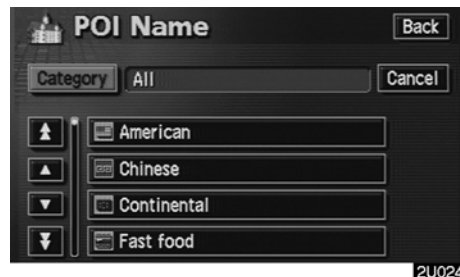 POI Name Back
Category All Cancel
American
Chinese
Continental
Fast food
2U024